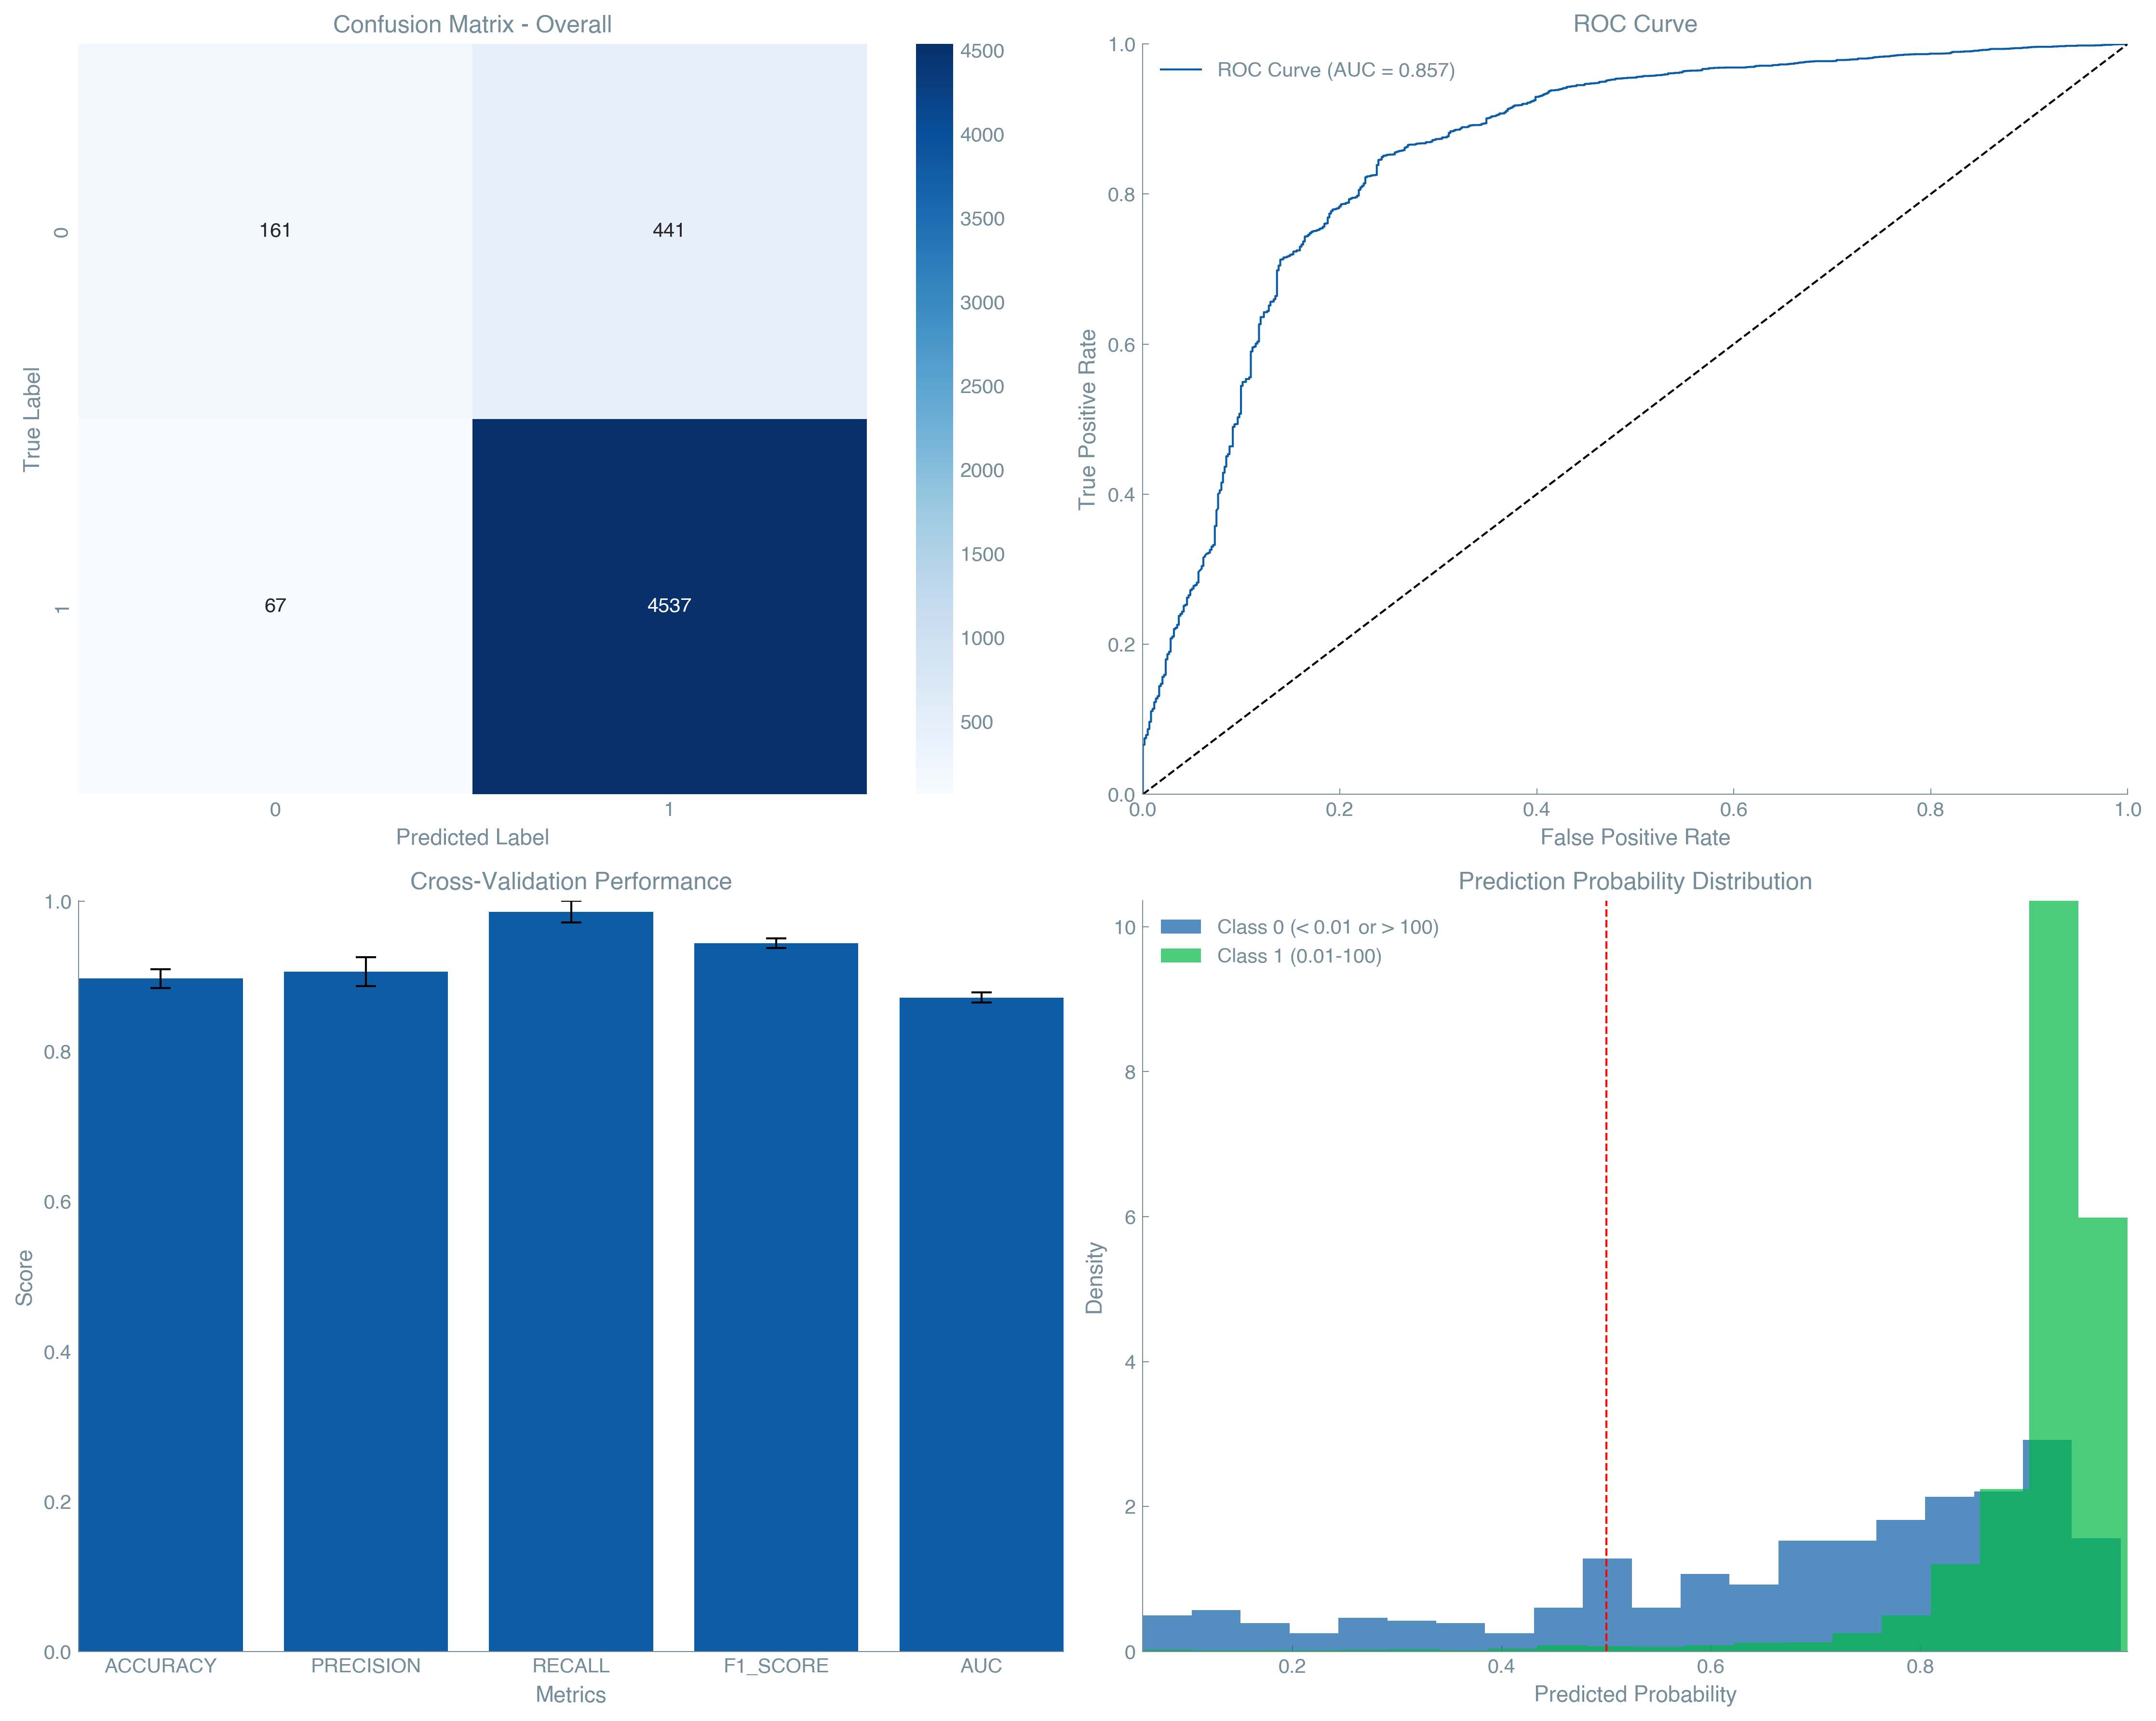 Confusion Matrix - Overall
4500
4000
3500
3000
2500
2000
1500
1000
500
0
161
441
True Label
1
67
4537
0
1
Predicted Label
ROC Curve
ROC Curve (AUC = 0.857)
1.0
0.8
0.6
0.4
0.2
0.0
True Positive Rate
0.0
0.2
0.4
0.6
0.8
1.0
False Positive Rate
Cross-Validation Performance
1.0
0.8
0.6
0.4
0.2
0.0
Score
ACCURACY
PRECISION
RECALL
F1_SCORE
AUC
Metrics
Prediction Probability Distribution
Class 0 (< 0.01 or > 100)
Class 1 (0.01-100)
10
8
6
4
2
0
Density
0.2
0.4
0.6
0.8
Predicted Probability